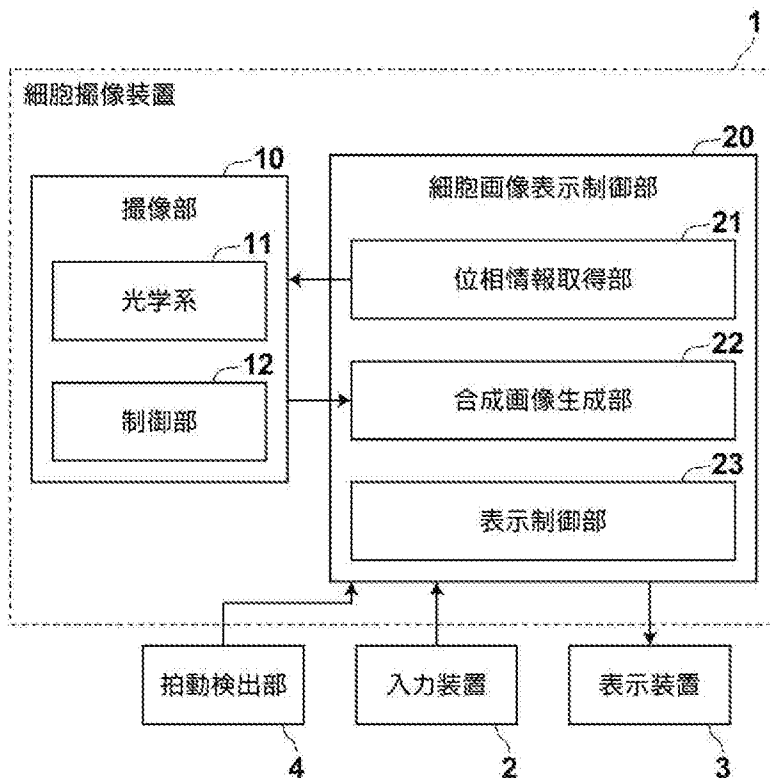 1
細胞撮像装置
10
撮像部
11
光学系
12
制御部
20
細胞画像表示制御部
21
位相情報取得部
22
合成画像生成部
23
表示制御部
拍動検出部
入力装置
表示装置
4
2
3